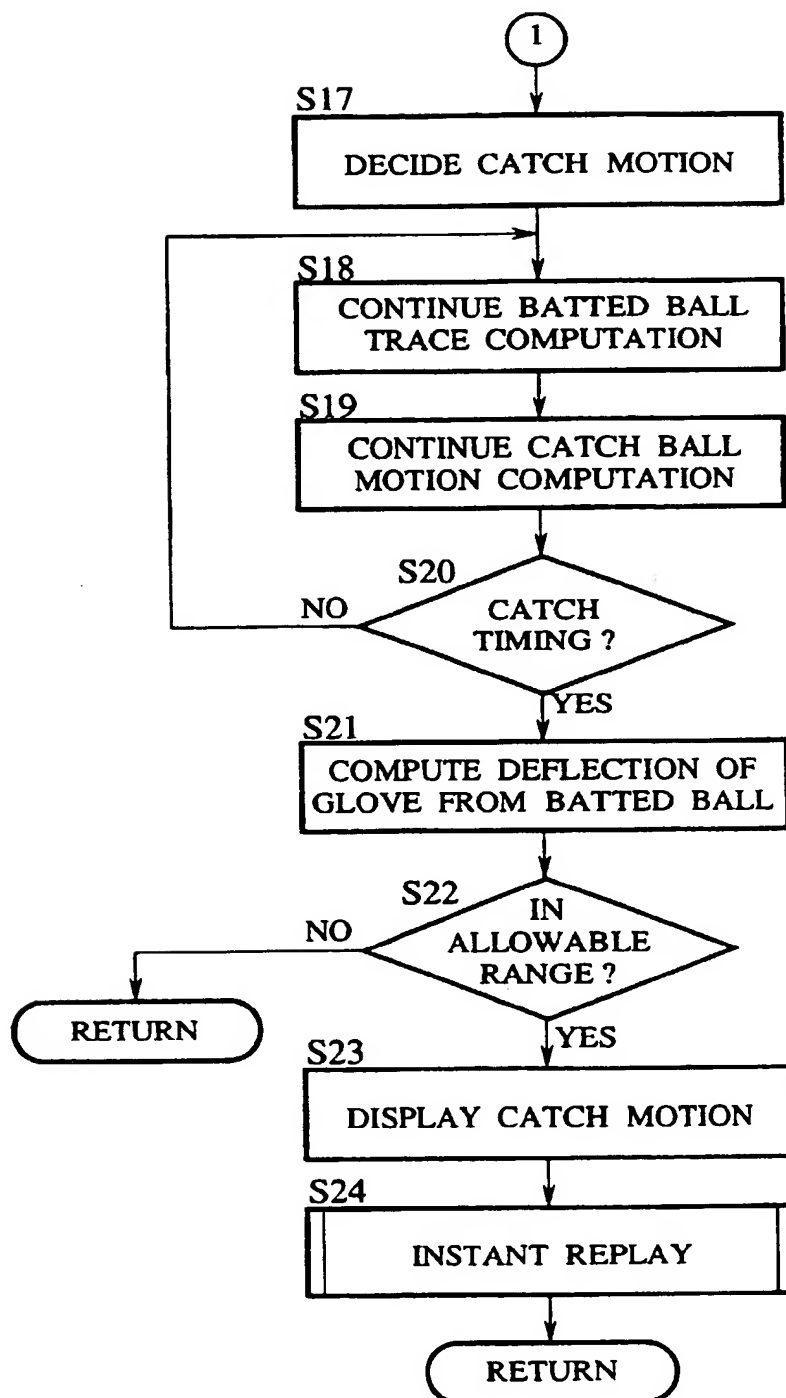 1
S17
DECIDE CATCH MOTION
S18
CONTINUE BATTED BALL
TRACE COMPUTATION
S19
CONTINUE CATCH BALL
MOTION COMPUTATION
S20
NO
CATCH
TIMING ?
YES
S21
COMPUTE DEFLECTION OF
GLOVE FROM BATTED BALL
S22
NO
IN
ALLOWABLE
RANGE ?
RETURN
YES
S23
DISPLAY CATCH MOTION
S24
INSTANT REPLAY
RETURN